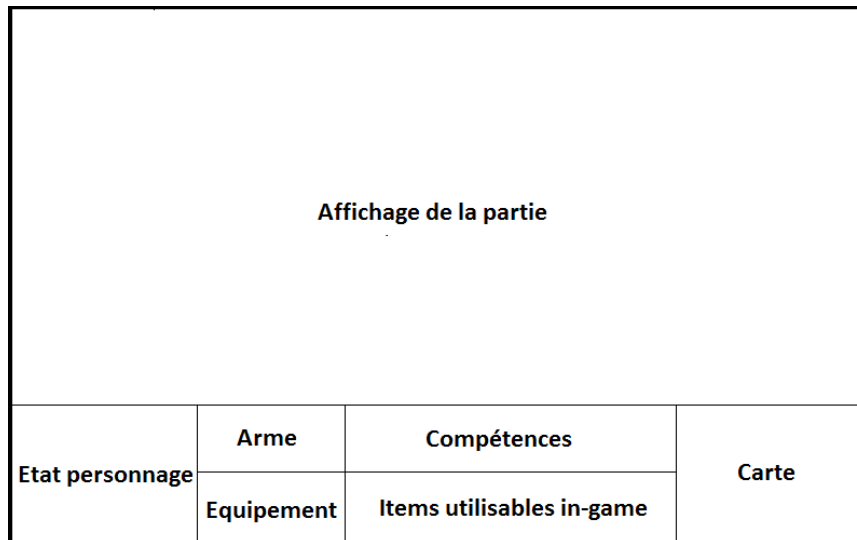 Affichage de la partie
Etat personnage
Arme
Compétences
Equipement
Items utilisables in-game
Carte